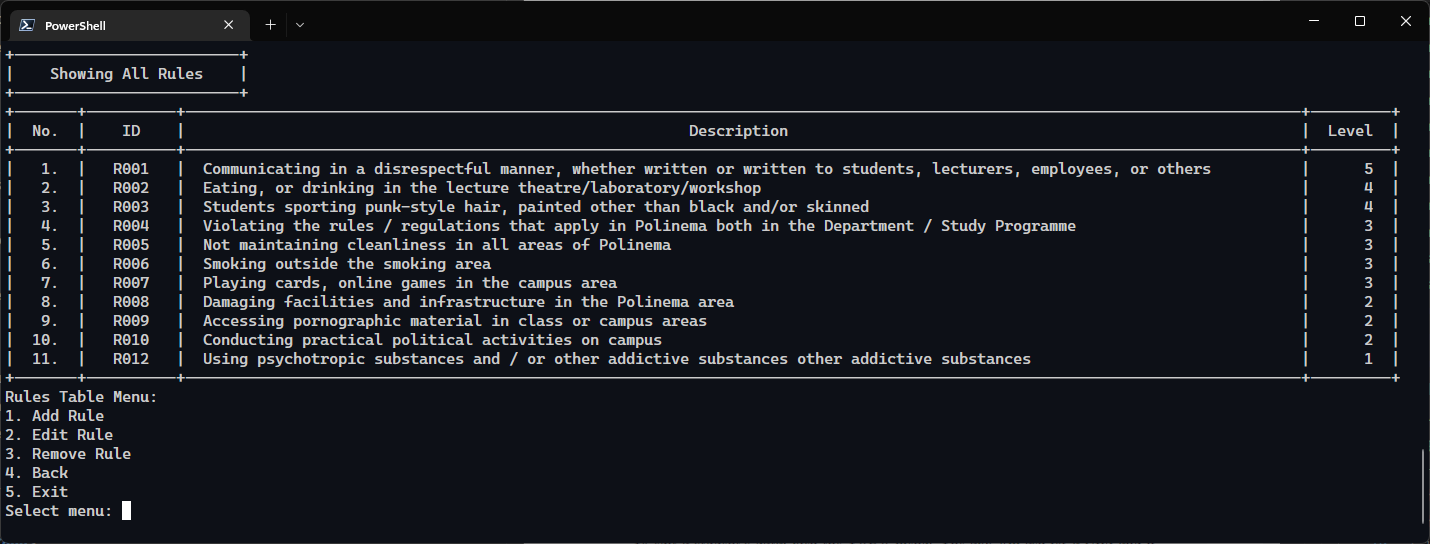 PowerShell
Showing All Rules
No. | ID | Description | Level
1. | R001 | Communicating in a disrespectful manner, whether written or written to students, lecturers, employees, or others | 5
2. | R002 | Eating, or drinking in the lecture theatre/laboratory/workshop | 4
3. | R003 | Students sporting punk-style hair, painted other than black and/or skinned | 4
4. | R004 | Violating the rules / regulations that apply in Polinema both in the Department / Study Programme | 3
5. | R005 | Not maintaining cleanliness in all areas of Polinema | 3
6. | R006 | Smoking outside the smoking area | 3
7. | R007 | Playing cards, online games in the campus area | 3
8. | R008 | Damaging facilities and infrastructure in the Polinema area | 2
9. | R009 | Accessing pornographic material in class or campus areas | 2
10. | R010 | Conducting practical political activities on campus | 2
11. | R012 | Using psychotropic substances and / or other addictive substances other addictive substances | 1
Rules Table Menu:
1. Add Rule
2. Edit Rule
3. Remove Rule
4. Back
5. Exit
Select menu: